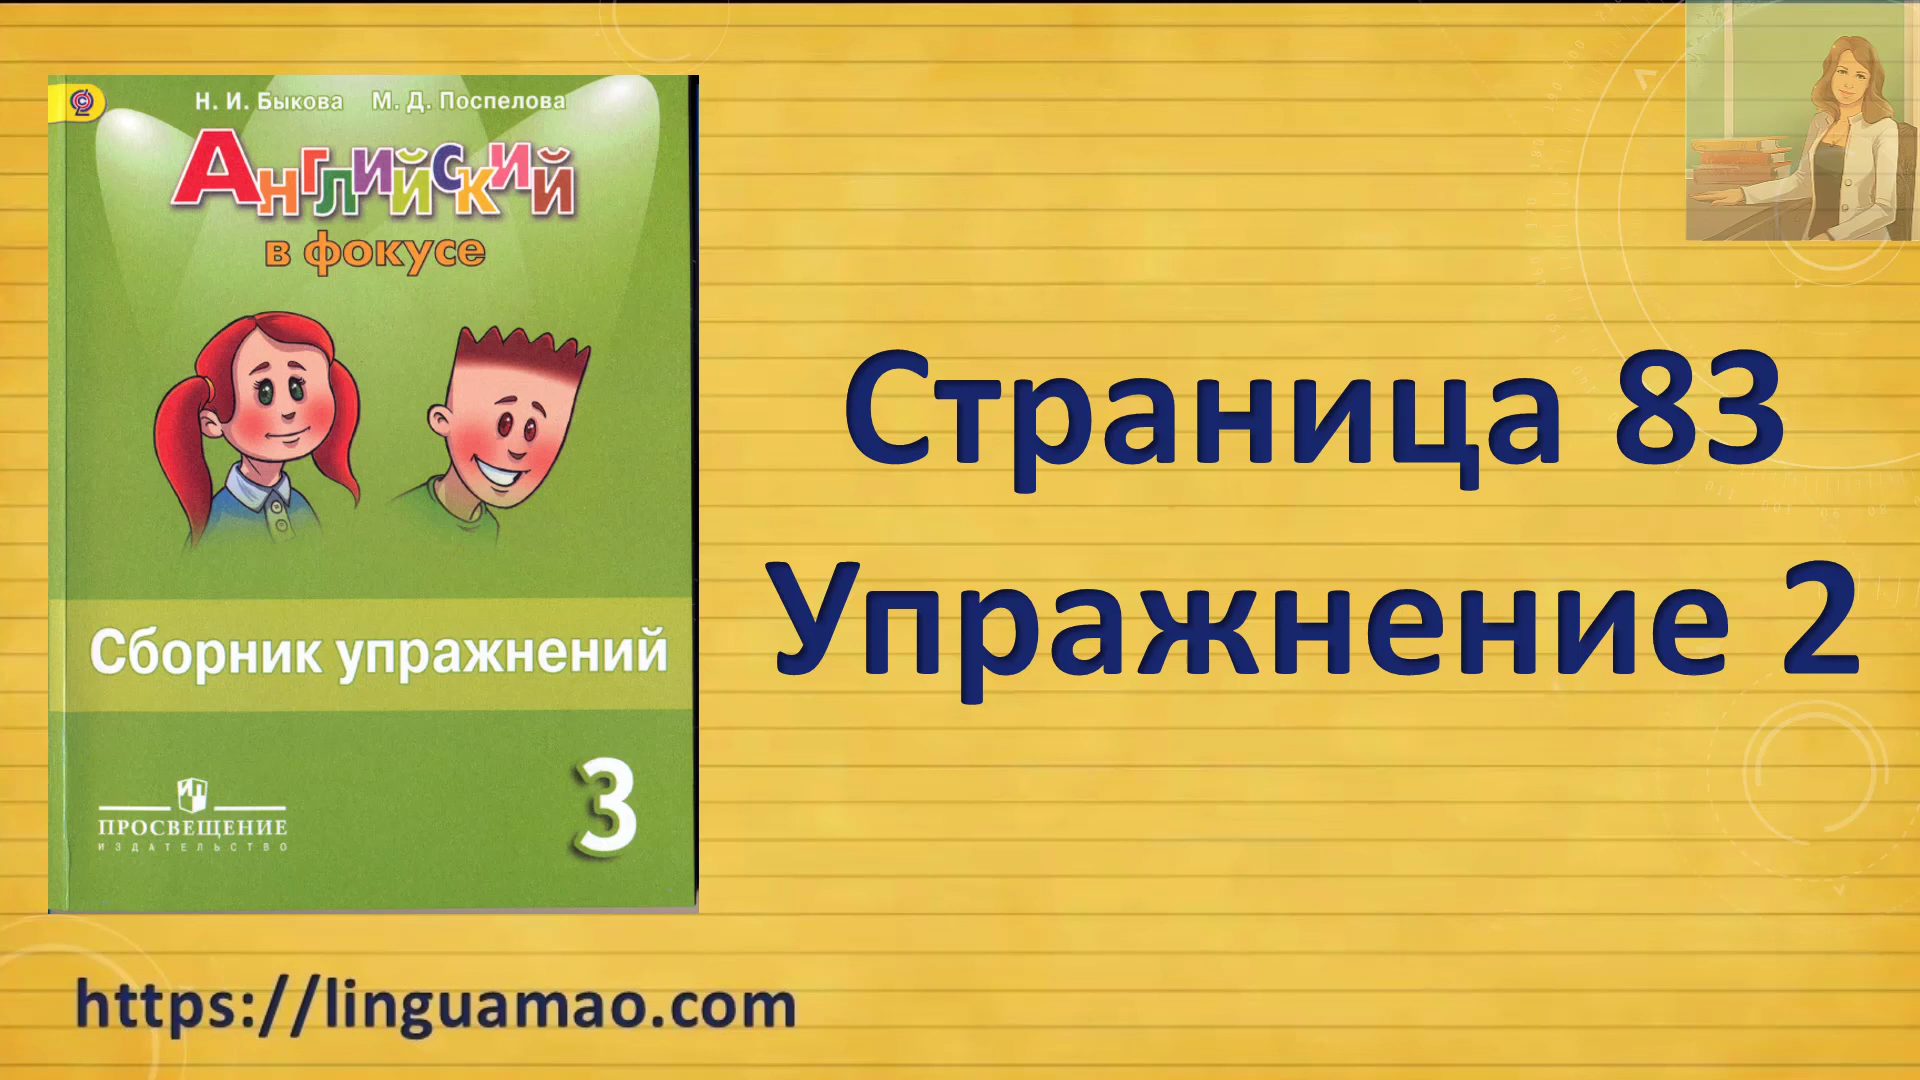 Н. И. Быкова М. Д. Поспелова
Английский
в фокусе
Сборник упражнений
3
ПРОСВЕЩЕНИЕ
ИЗДАТЕЛЬСТВО
Страница 83
Упражнение 2
https://linguamao.com